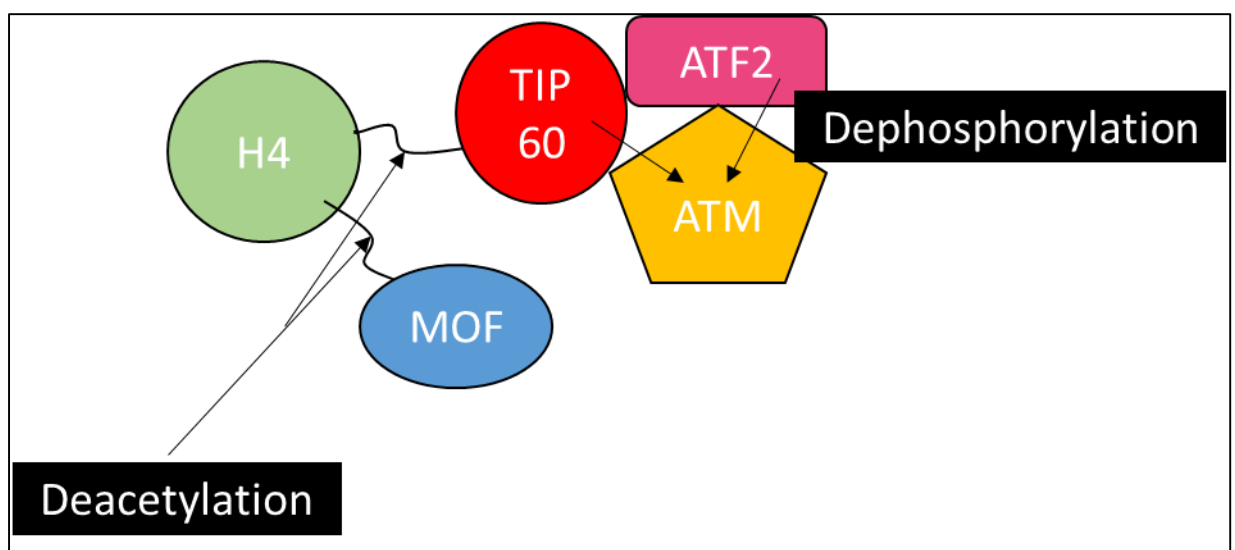 ATF2
TIP
60
Dephosphorylation
H4
ATM
MOF
Deacetylation